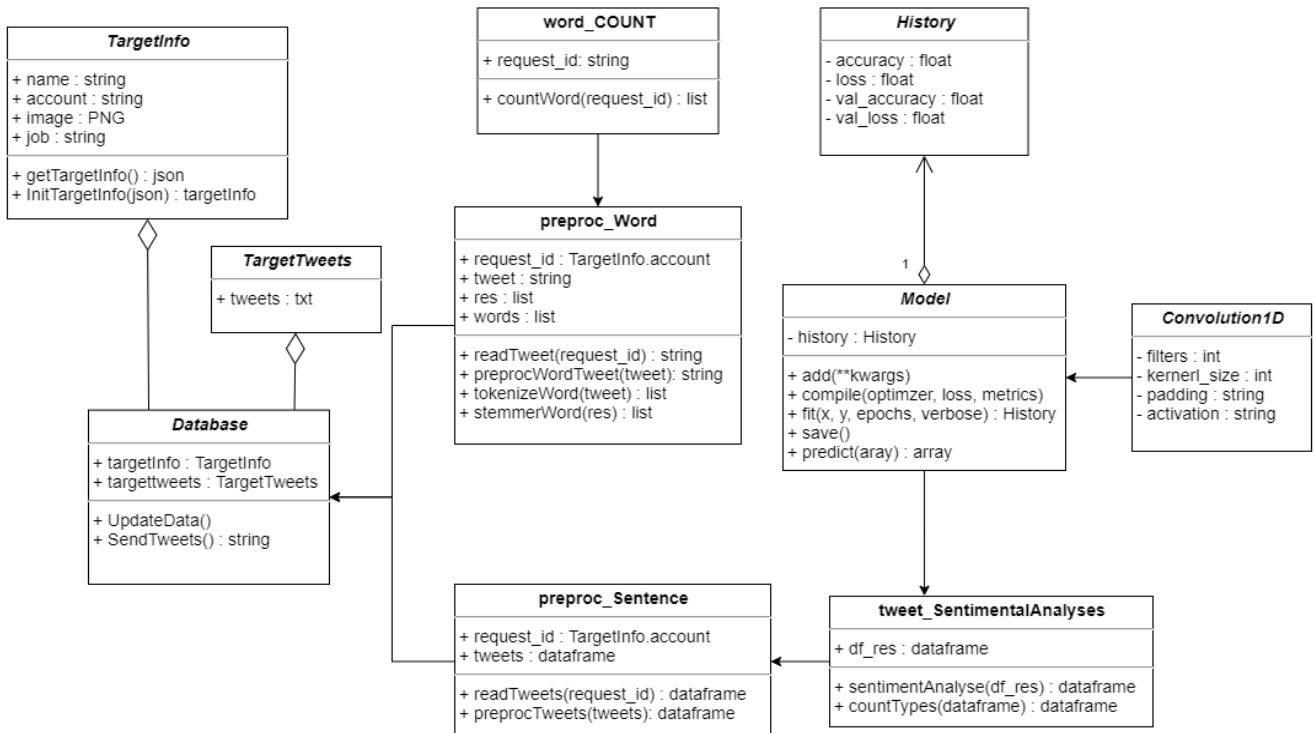 TargetInfo
+ name : string
+ account : string
+ image : PNG
+ job : string
+ getTargetInfo() : json
+ InitTargetInfo(json) : targetInfo
word_COUNT
+ request_id: string
+ countWord(request_id) : list
History
- accuracy : float
- loss : float
- val_accuracy : float
- val_loss : float
TargetTweets
+ tweets : txt
preproc_Word
+ request_id : TargetInfo.account
+ tweet : string
+ res : list
+ words : list
+ readTweet(request_id) : string
+ preprocWordTweet(tweet): string
+ tokenizeWord(tweet) : list
+ stemmerWord(res) : list
1
Model
- history : History
+ add(**kwargs)
+ compile(optimzer, loss, metrics)
+ fit(x, y, epochs, verbose) : History
+ save()
+ predict(aray) : array
Convolution1D
- filters : int
- kernerl_size : int
- padding : string
- activation : string
Database
+ targetInfo : TargetInfo
+ targettweets : TargetTweets
+ UpdateData()
+ SendTweets() : string
preproc_Sentence
+ request_id : TargetInfo.account
+ tweets : dataframe
+ readTweets(request_id) : dataframe
+ preprocTweets(tweets): dataframe
tweet_SentimentalAnalyses
+ df_res : dataframe
+ sentimentAnalyse(df_res) : dataframe
+ countTypes(dataframe) : dataframe